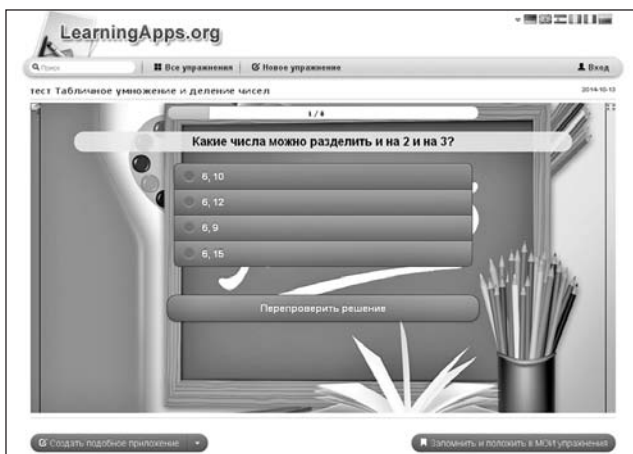 LearningApps.org
Поиск
Все упражнения
Новое упражнение
Вход
тест Табличное умножение и деление чисел
2014-10-13
Какие числа можно разделить и на 2 и на 3?
6, 10
6, 12
6, 9
6, 15
Перепроверить решение
Создать подобное приложение
Запомнить и положить в МОИ упражнения